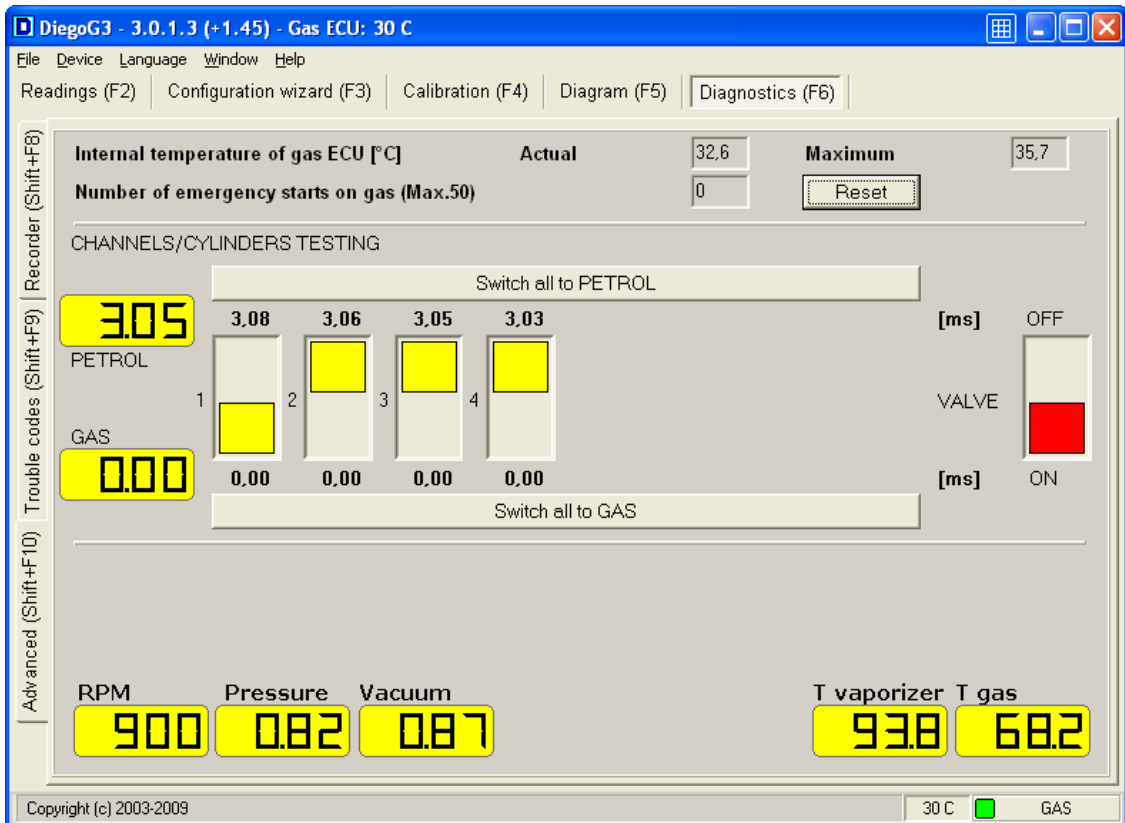 DiegoG3 - 3.0.1.3 (+1.45) - Gas ECU: 30 C
File Device Language Window Help
Readings (F2) Configuration wizard (F3) Calibration (F4) Diagram (F5) Diagnostics (F6)
Recorder (Shift+F8)
Trouble codes (Shift+F9)
Advanced (Shift+F10)
Internal temperature of gas ECU [°C] Actual 32,6 Maximum 35,7
Number of emergency starts on gas (Max.50) 0 Reset
CHANNELS/CYLINDERS TESTING
Switch all to PETROL
3.05 3,08 3,06 3,05 3,03 [ms] OFF
PETROL
1 2 3 4 VALVE
GAS
0.00 0,00 0,00 0,00 0,00 [ms] ON
Switch all to GAS
RPM Pressure Vacuum T vaporizer T gas
900 0.82 0.87 93.8 68.2
Copyright (c) 2003-2009 30 C GAS